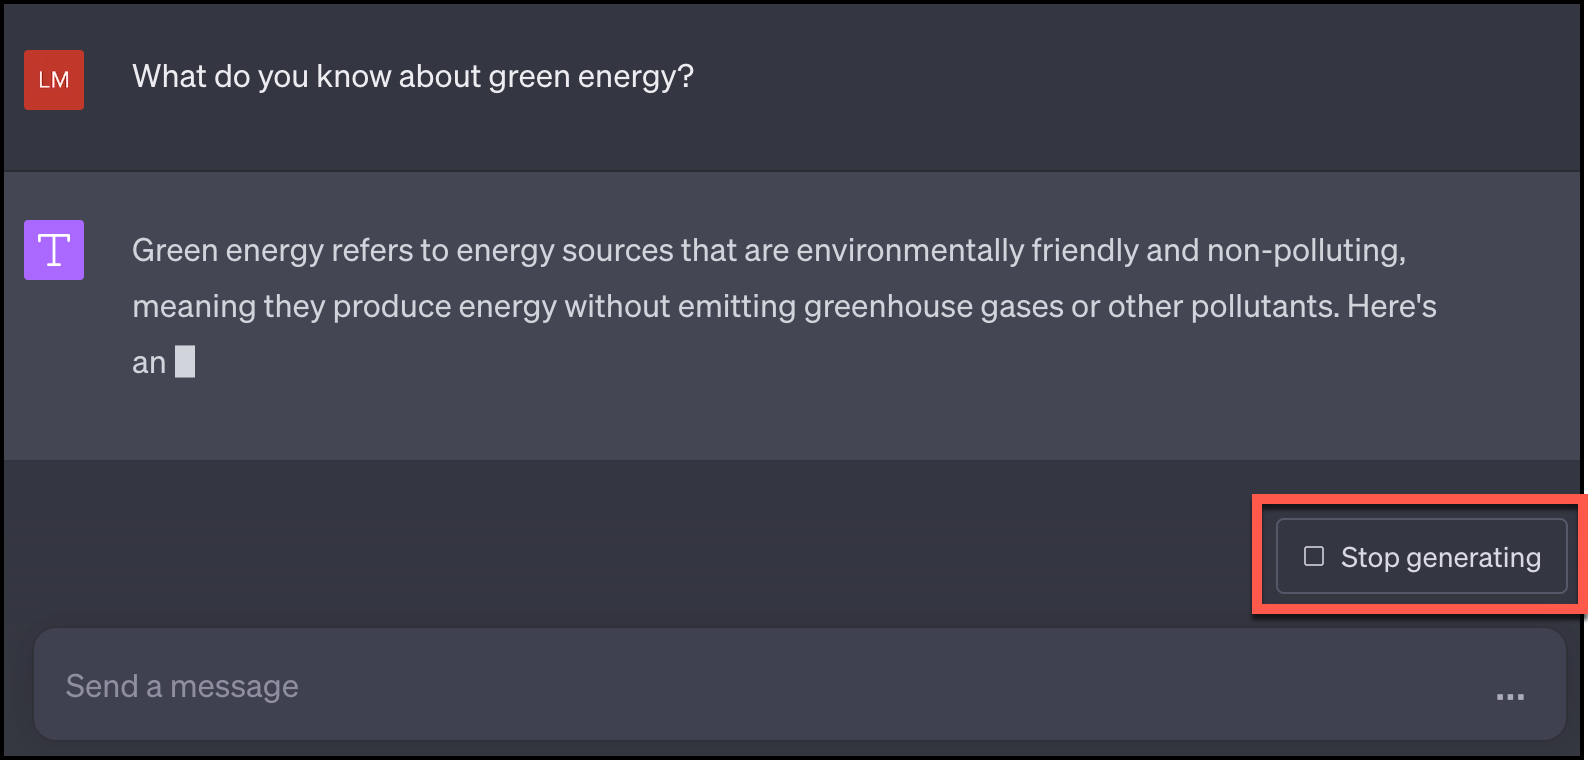 LM
What do you know about green energy?
T
Green energy refers to energy sources that are environmentally friendly and non-polluting,
meaning they produce energy without emitting greenhouse gases or other pollutants. Here's
an
Stop generating
Send a message
...